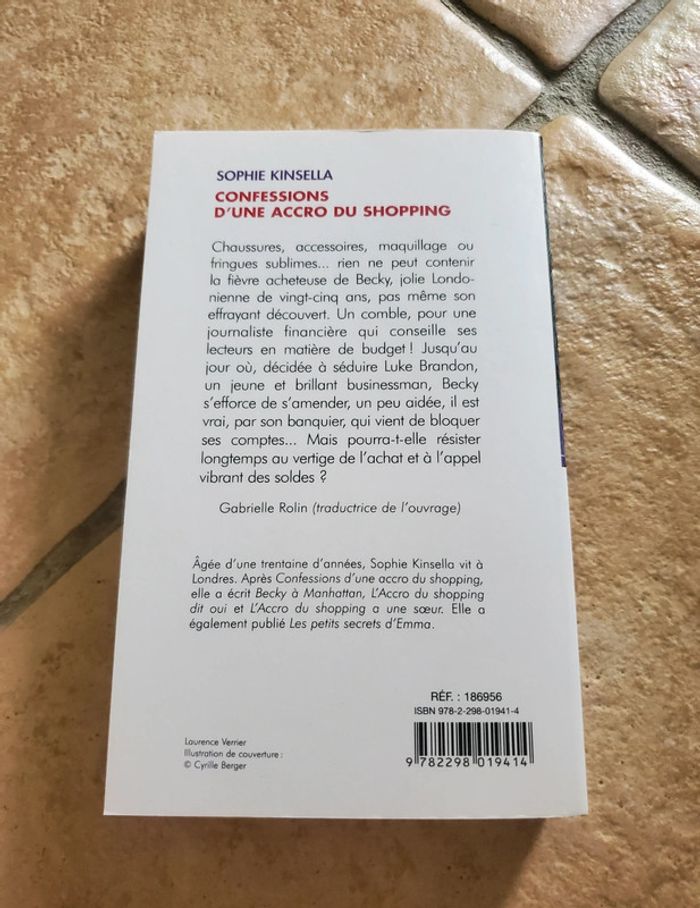 SOPHIE KINSELLA
CONFESSIONS
D'UNE ACCRO DU SHOPPING
Chaussures, accessoires, maquillage ou
fringues sublimes... rien ne peut contenir
la fièvre acheteuse de Becky, jolie Londo-
nienne de vingt-cinq ans, pas même son
effrayant découvert. Un comble, pour une
journaliste financière qui conseille ses
lecteurs en matière de budget ! Jusqu'au
jour où, décidée à séduire Luke Brandon,
un jeune et brillant businessman, Becky
s'efforce de s'amender, un peu aidée, il est
vrai, par son banquier, qui vient de bloquer
ses comptes... Mais pourra-t-elle résister
longtemps au vertige de l'achat et à l'appel
vibrant des soldes ?
Gabrielle Rolin (traductrice de l'ouvrage)
Âgée d'une trentaine d'années, Sophie Kinsella vit à
Londres. Après Confessions d'une accro du shopping,
elle a écrit Becky à Manhattan, L'Accro du shopping
dit oui et L'Accro du shopping a une sœur. Elle a
également publié Les petits secrets d'Emma.
RÉF. : 186956
ISBN 978-2-298-01941-4
9 782298 019414
Laurence Verrier
Illustration de couverture :
© Cyrille Berger